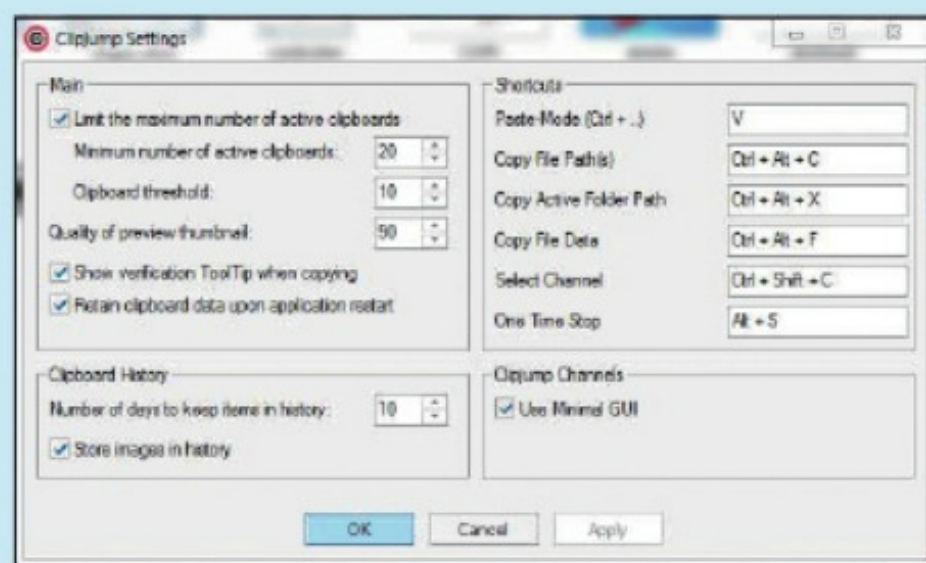 ClipJump Settings
Main
Limit the maximum number of active clipboards
Minimum number of active clipboards: 20
Clipboard threshold: 10
Quality of preview thumbnail: 90
Show verification ToolTip when copying
Retain clipboard data upon application restart
Clipboard History
Number of days to keep items in history: 10
Store images in history
Shortcuts
Paste-Mode (Ctrl + ..) V
Copy File Path(s) Ctrl + Alt + C
Copy Active Folder Path Ctrl + Alt + X
Copy File Data Ctrl + Alt + F
Select Channel Ctrl + Shift + C
One Time Stop Alt + S
Clipjump Channels
Use Minimal GUI
OK Cancel Apply